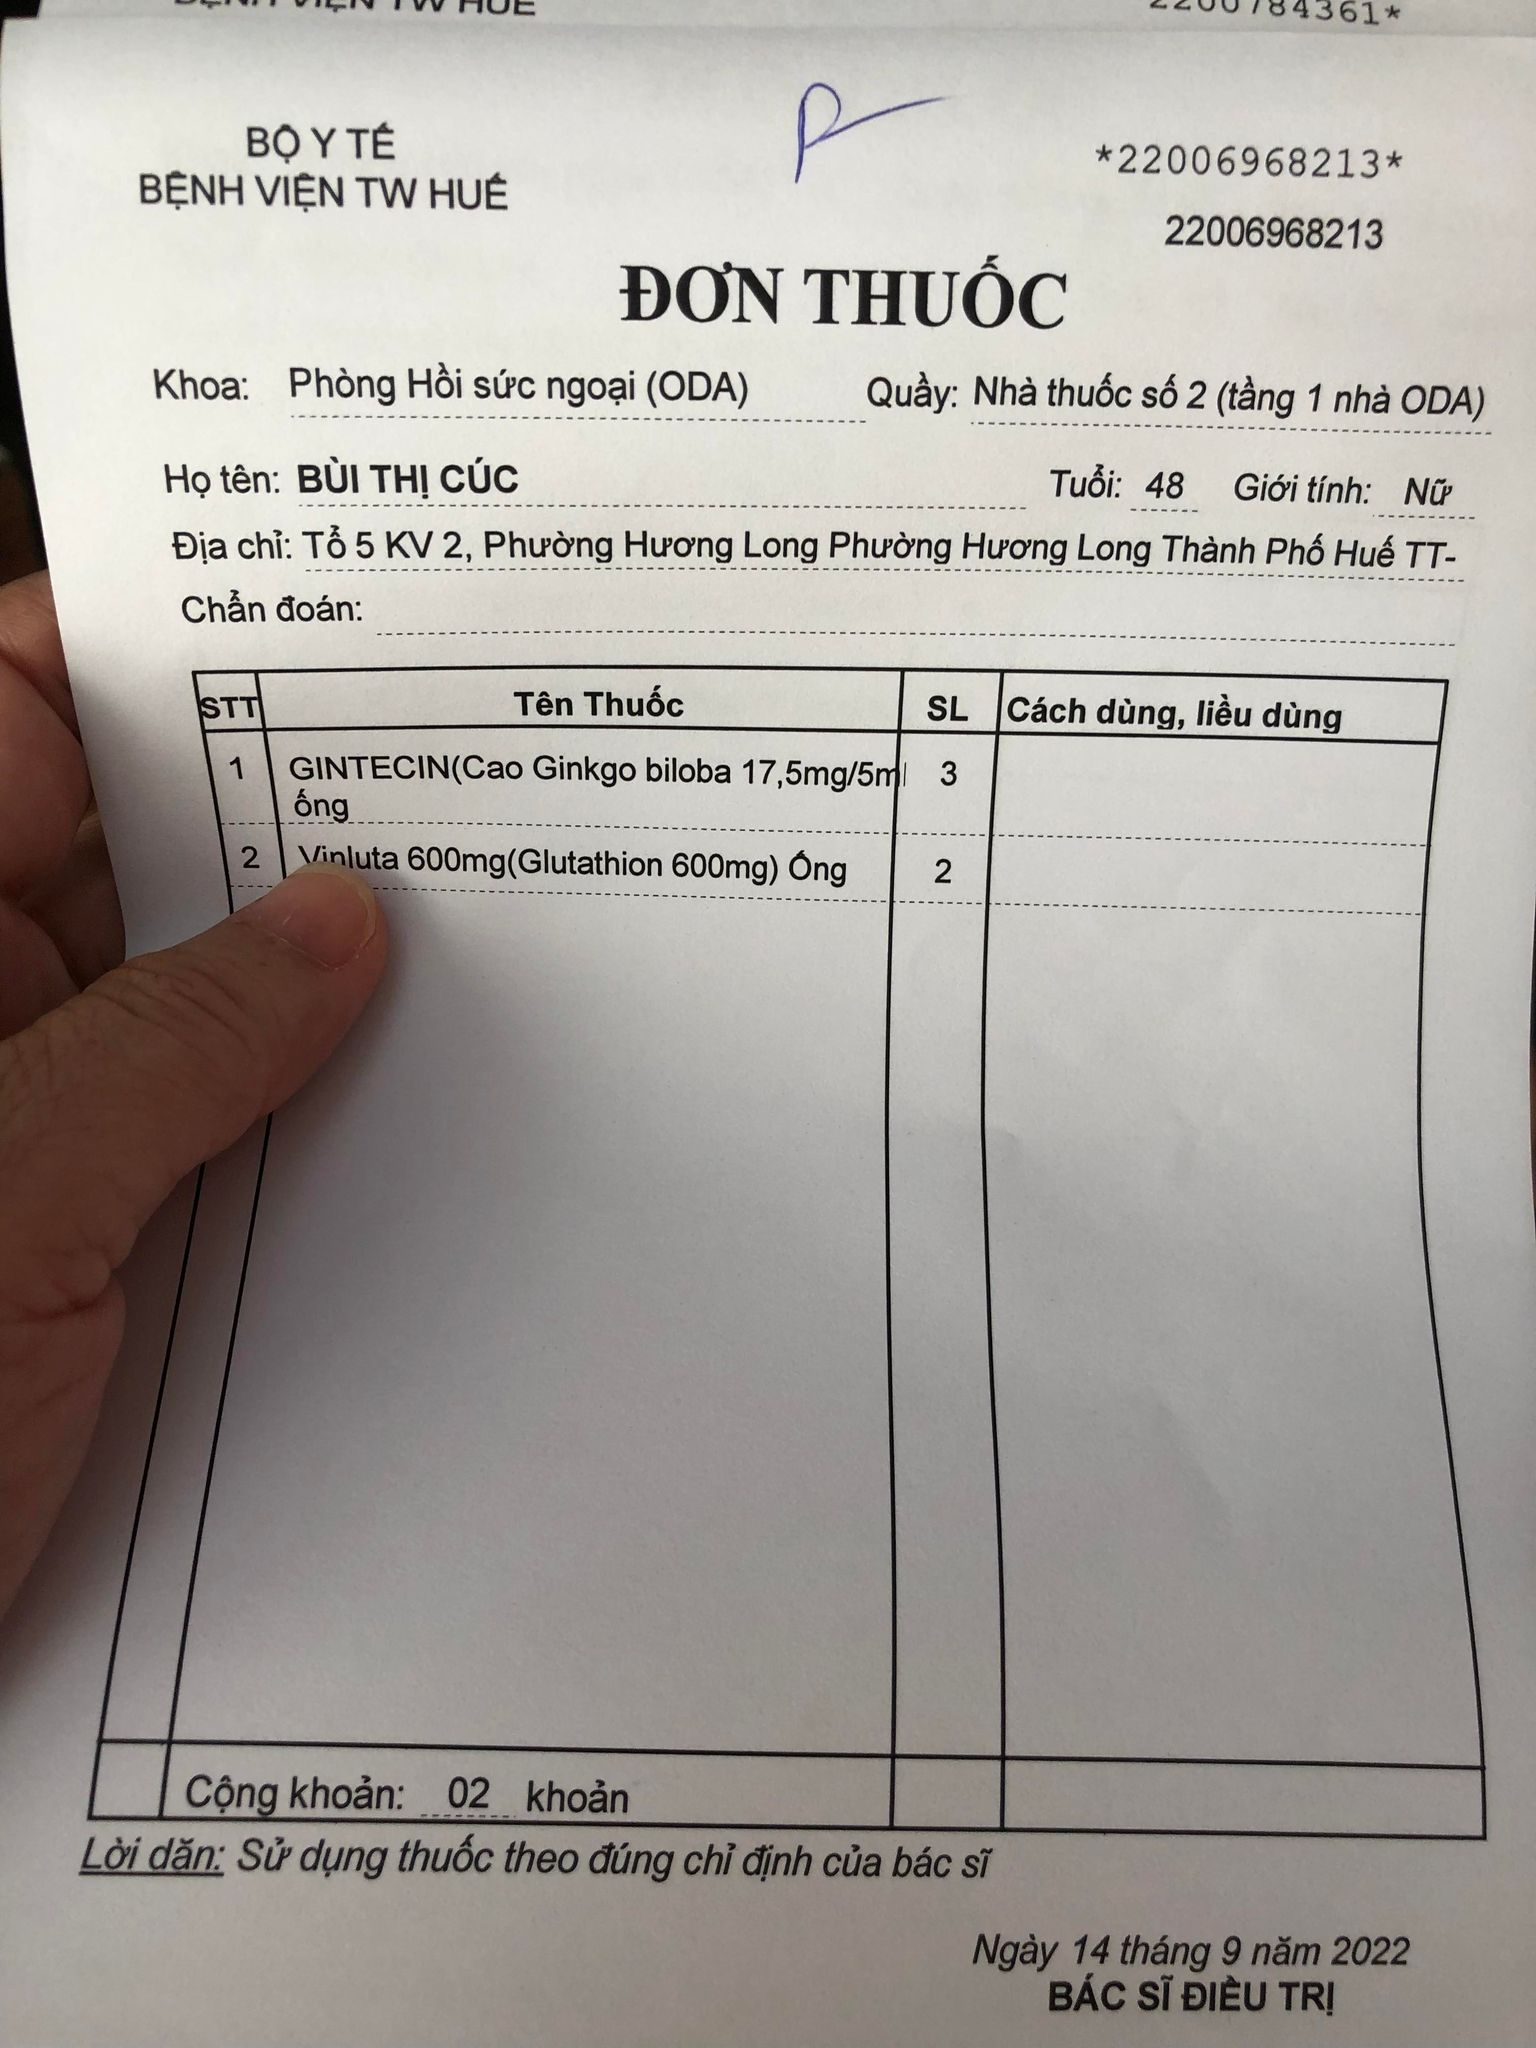 BỆNH VIỆN TW HUẾ
2200784361*
BỘ Y TẾ
BỆNH VIỆN TW HUẾ
*22006968213*
22006968213
ĐƠN THUỐC
Khoa: Phòng Hồi sức ngoại (ODA) Quầy: Nhà thuốc số 2 (tầng 1 nhà ODA)
Họ tên: BÙI THỊ CÚC Tuổi: 48 Giới tính: Nữ
Địa chỉ: Tổ 5 KV 2, Phường Hương Long Phường Hương Long Thành Phố Huế TT-
Chẩn đoán:
STT Tên Thuốc SL Cách dùng, liều dùng
1 GINTECIN(Cao Ginkgo biloba 17,5mg/5ml 3
ống
2 Vinluta 600mg(Glutathion 600mg) Ống 2
Cộng khoản: 02 khoản
Lời dặn: Sử dụng thuốc theo đúng chỉ định của bác sĩ
Ngày 14 tháng 9 năm 2022
BÁC SĨ ĐIỀU TRỊ